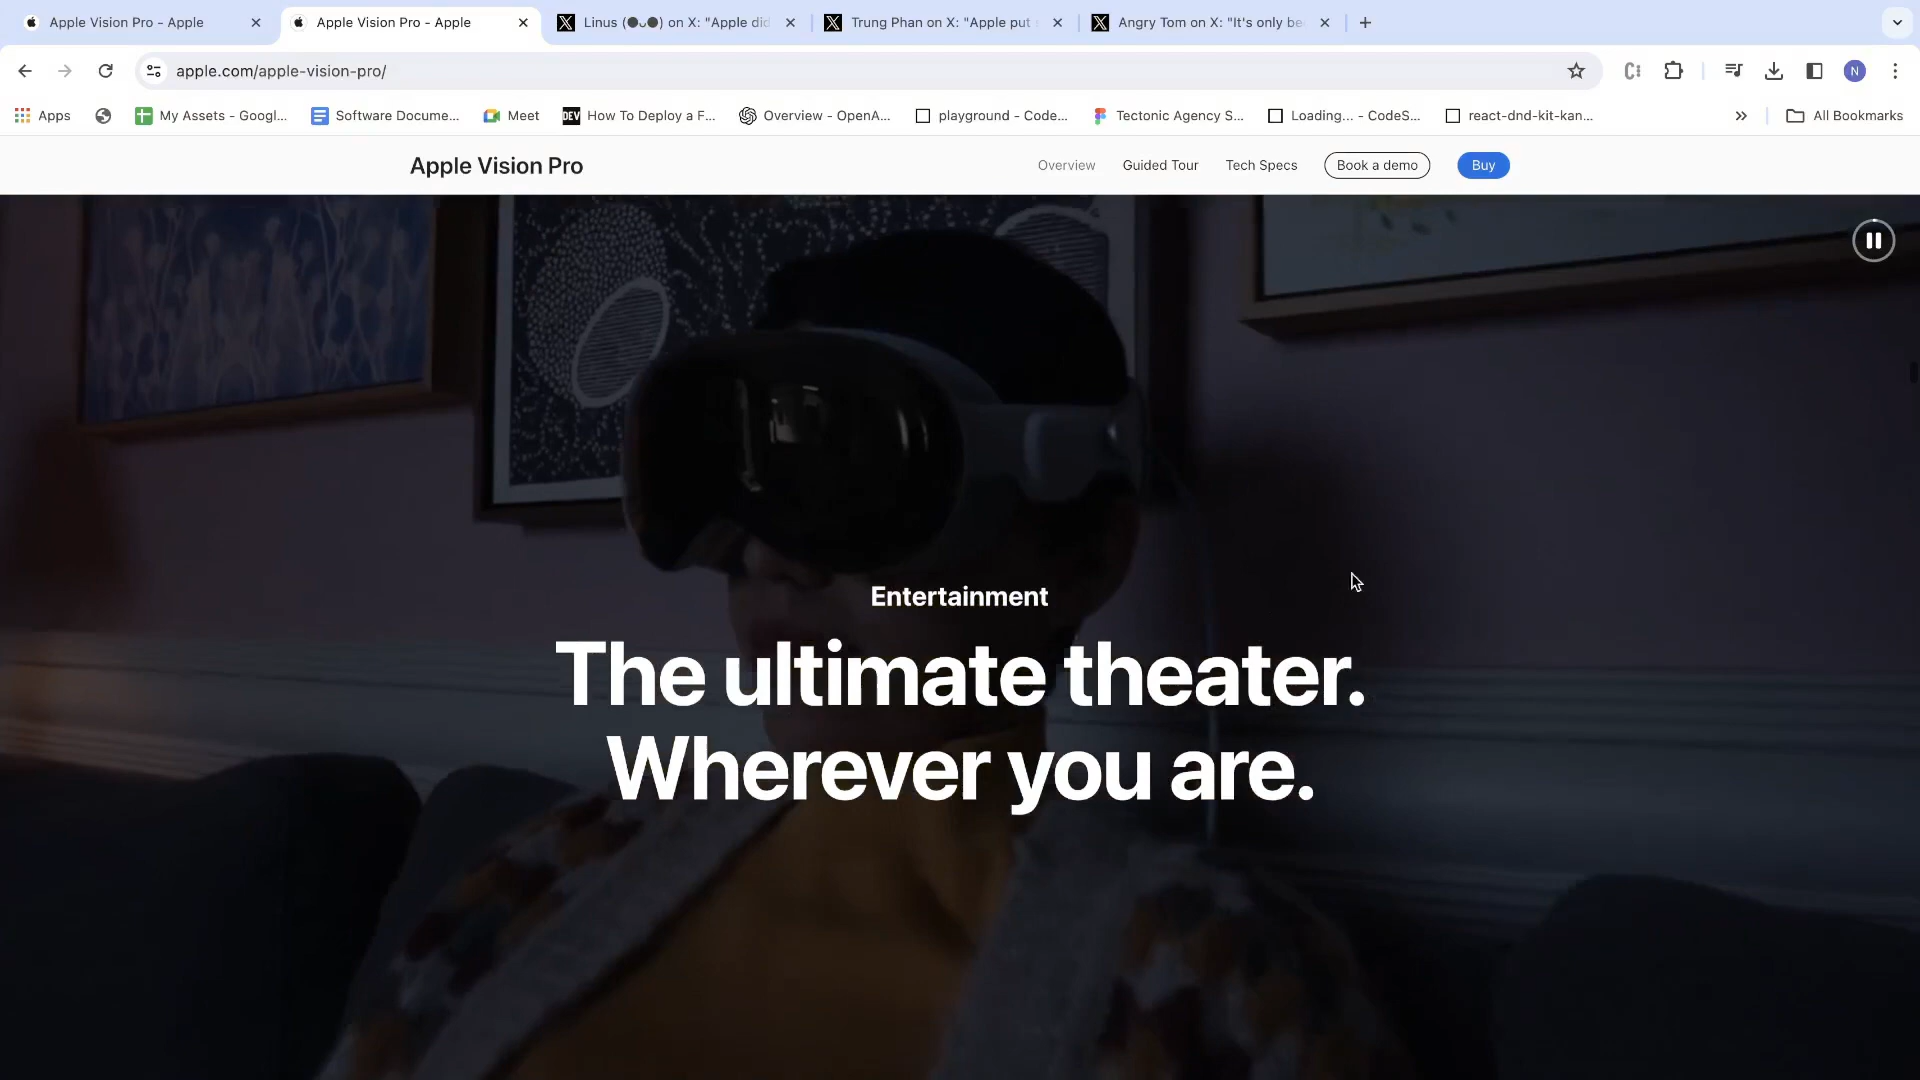 Apple Vision Pro - Apple
Apple Vision Pro - Apple
Linus (●ᴗ●) on X: "Apple did
Trung Phan on X: "Apple put
Angry Tom on X: "It's only be
apple.com/apple-vision-pro/
N
Apps
My Assets - Googl...
Software Docume...
Meet
DEV
How To Deploy a F...
Overview - OpenA...
playground - Code...
Tectonic Agency S...
Loading... - CodeS...
react-dnd-kit-kan...
All Bookmarks
Apple Vision Pro
Overview
Guided Tour
Tech Specs
Book a demo
Buy
Entertainment
The ultimate theater.
Wherever you are.